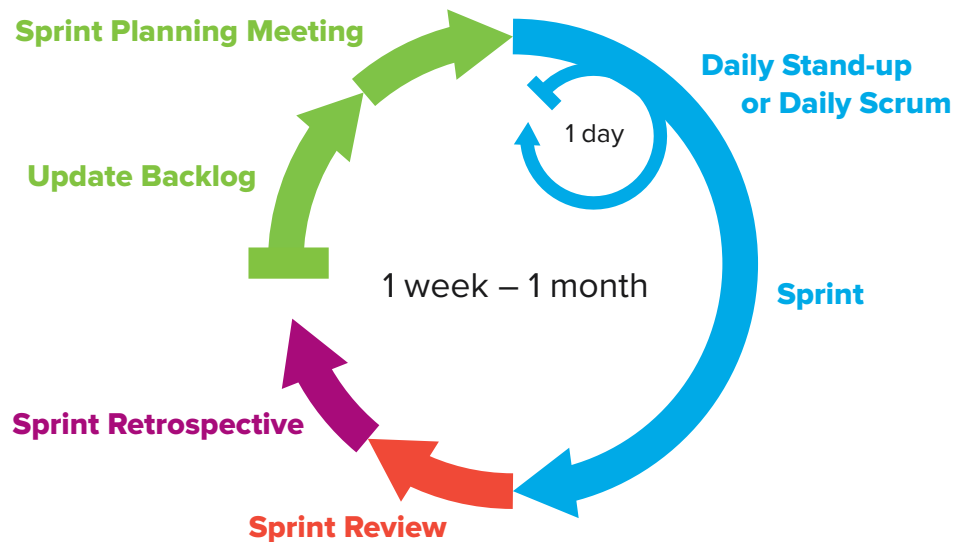 Sprint Planning Meeting
Daily Stand-up
or Daily Scrum
1 day
Update Backlog
1 week – 1 month
Sprint
Sprint Retrospective
Sprint Review